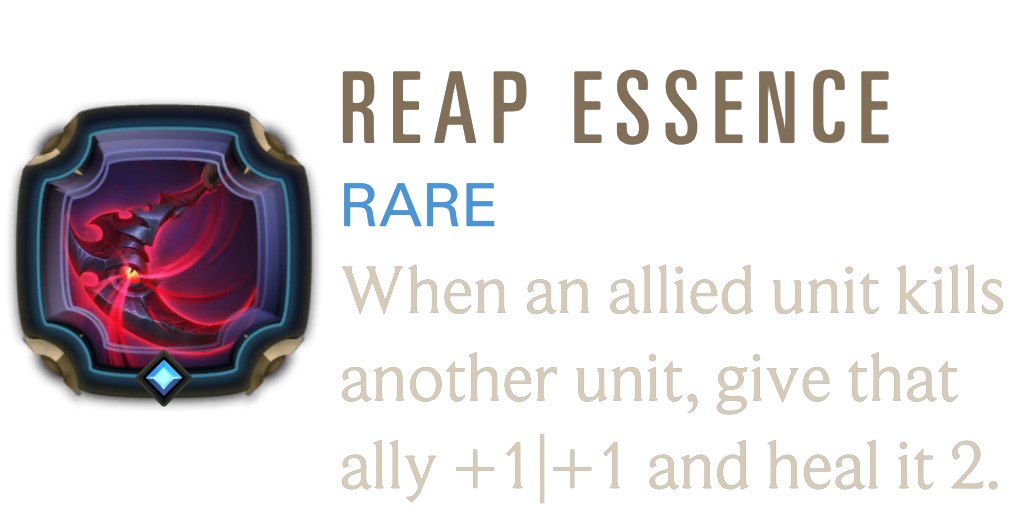 REAP ESSENCE
RARE
When an allied unit kills
another unit, give that
ally +1|+1 and heal it 2.